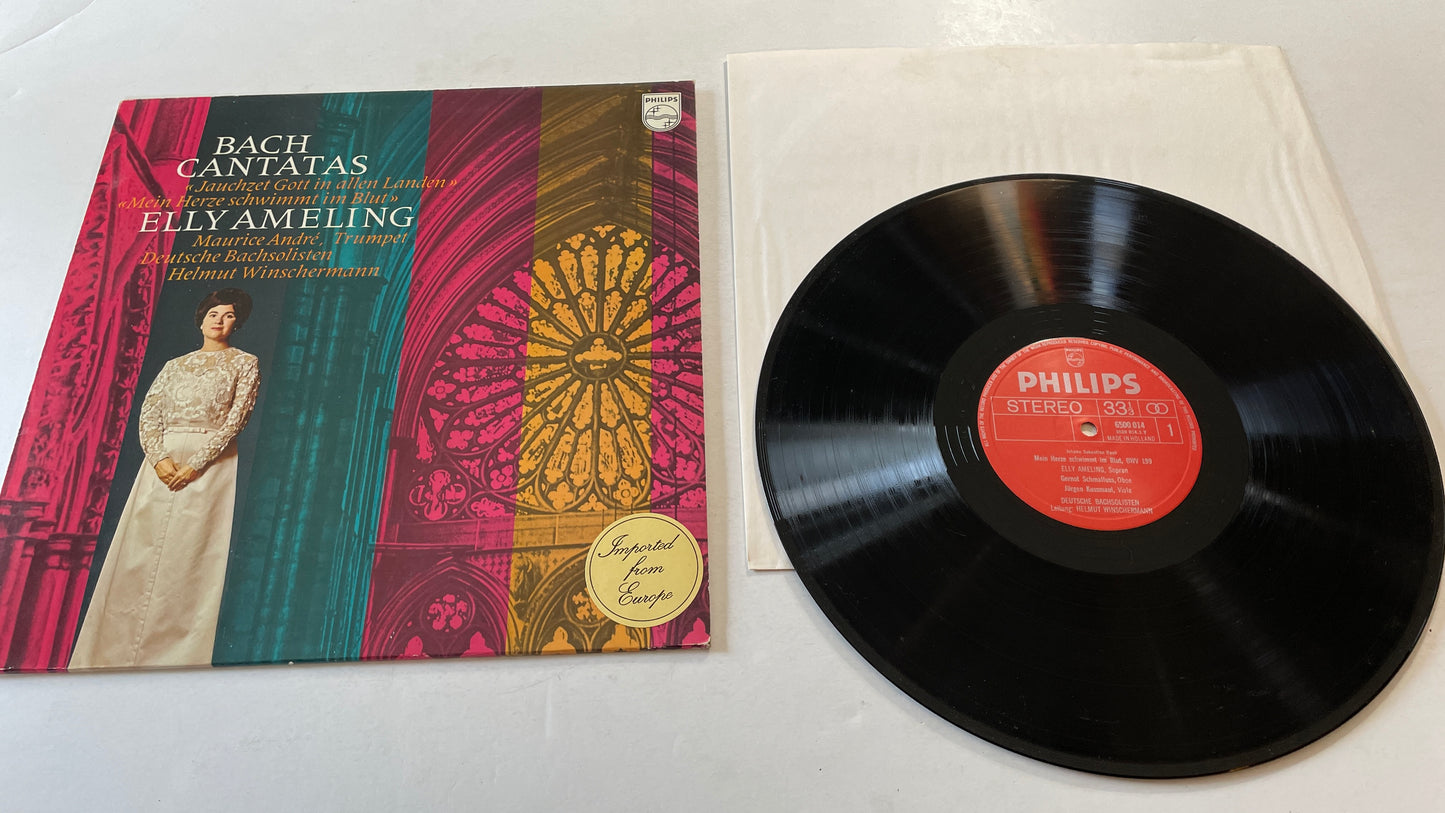 PHILIPS
BACH
CANTATAS
«Jauchzet Gott in allen Landen»
«Mein Herze schwimmt im Blut»
ELLY AMELING
Maurice André, Trumpet
Deutsche Bachsolisten
Helmut Winschermann
Imported
from
Europe
PHILIPS
STEREO
33⅓
6500 014
MADE IN HOLLAND
1
Johann Sebastian Bach
Mein Herze schwimmt im Blut, BWV 199
ELLY AMELING, Sopran
Gernot Schmalfuss, Oboe
Jürgen Kussmaul, Viola
DEUTSCHE BACHSOLISTEN
Leitung: HELMUT WINSCHERMANN